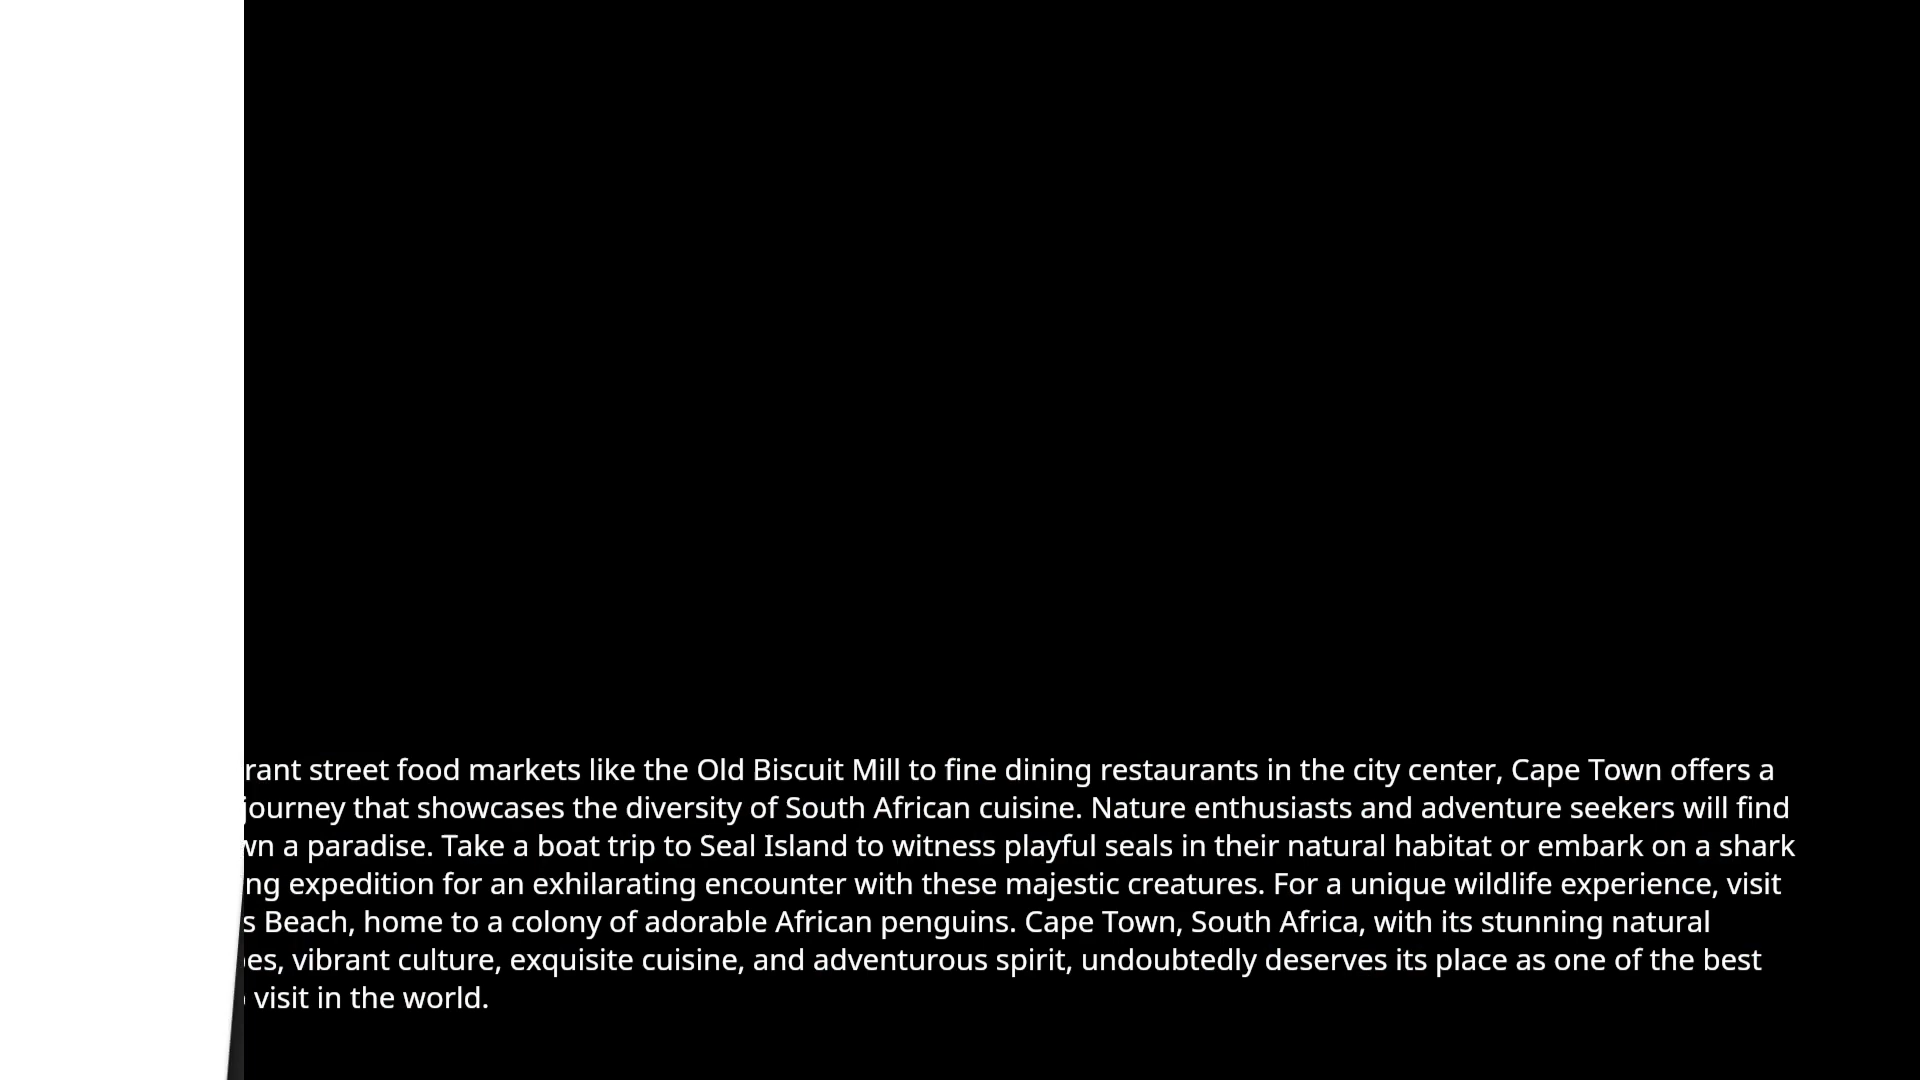 street food markets like the Old Biscuit Mill to fine dining restaurants in the city center, Cape Town offers a
journey that showcases the diversity of South African cuisine. Nature enthusiasts and adventure seekers will find
a paradise. Take a boat trip to Seal Island to witness playful seals in their natural habitat or embark on a shark
expedition for an exhilarating encounter with these majestic creatures. For a unique wildlife experience, visit
Beach, home to a colony of adorable African penguins. Cape Town, South Africa, with its stunning natural
vibrant culture, exquisite cuisine, and adventurous spirit, undoubtedly deserves its place as one of the best
visit in the world.